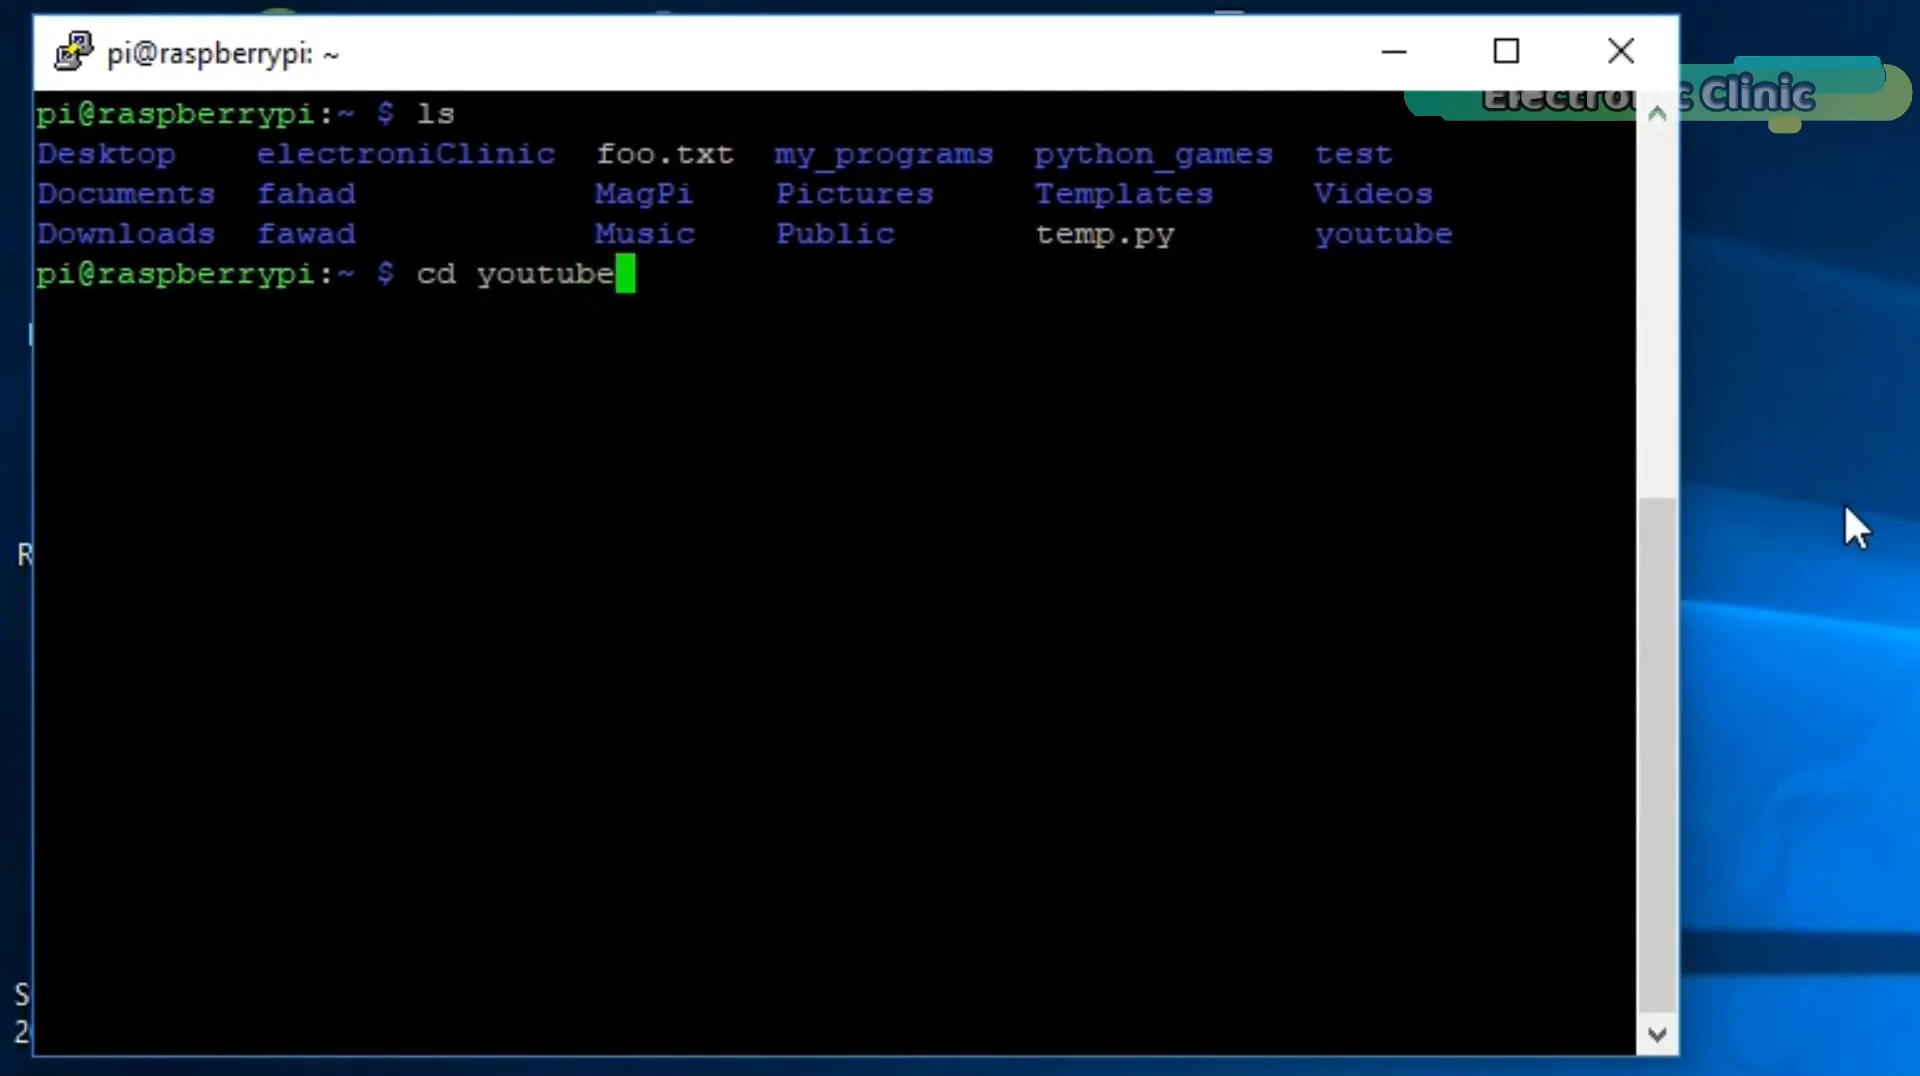 pi@raspberrypi: ~
Electronic Clinic
pi@raspberrypi:~ $ ls
Desktop electroniClinic foo.txt my_programs python_games test
Documents fahad MagPi Pictures Templates Videos
Downloads fawad Music Public temp.py youtube
pi@raspberrypi:~ $ cd youtube
R
S